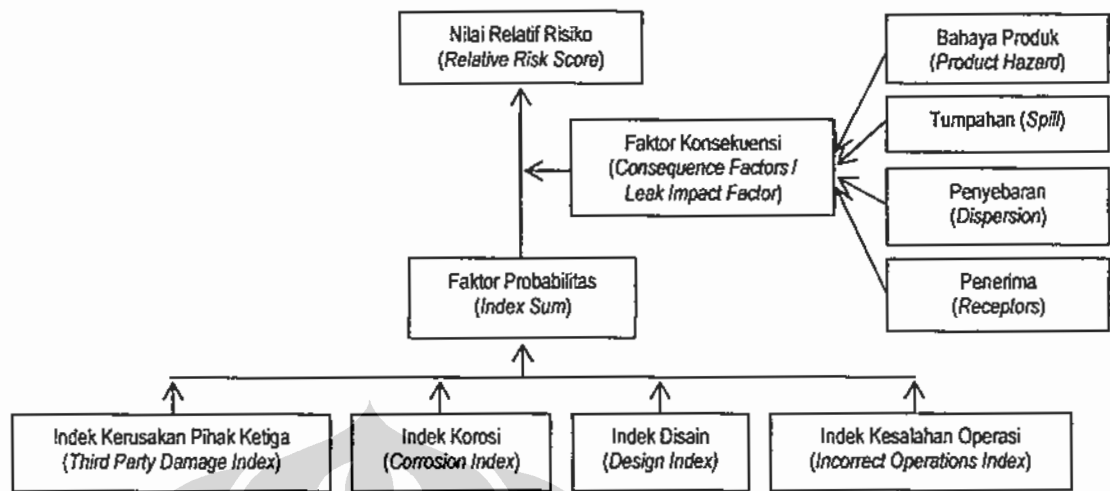 Nilai Relatif Risiko
(Relative Risk Score)
Bahaya Produk
(Product Hazard)
Tumpahan (Spill)
Faktor Konsekuensi
(Consequence Factors /
Leak Impact Factor)
Penyebaran
(Dispersion)
Penerima
(Receptors)
Faktor Probabilitas
(Index Sum)
Indek Kerusakan Pihak Ketiga
(Third Party Damage Index)
Indek Korosi
(Corrosion Index)
Indek Disain
(Design Index)
Indek Kesalahan Operasi
(Incorrect Operations Index)